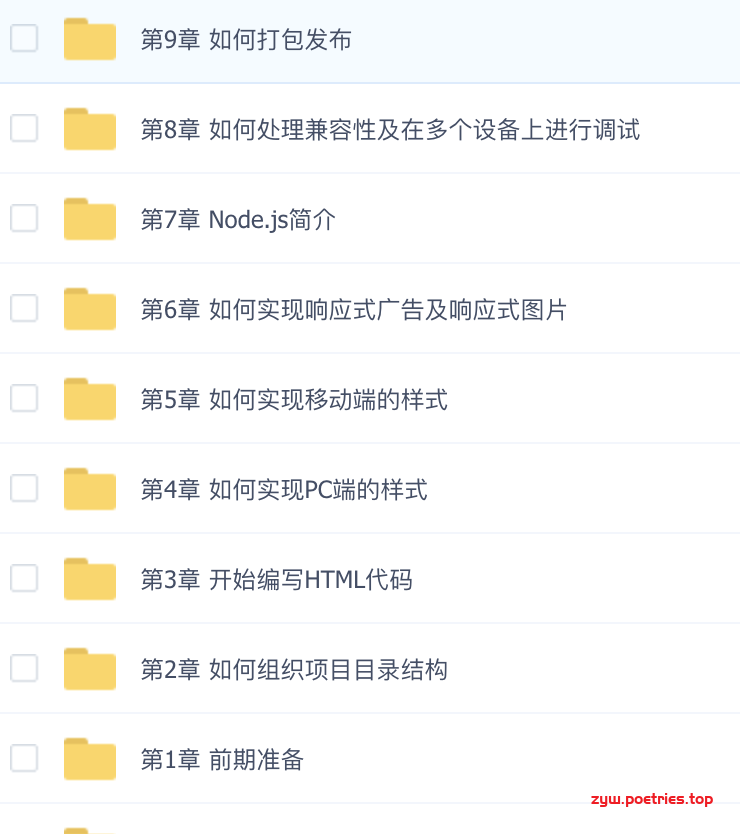 第9章 如何打包发布
第8章 如何处理兼容性及在多个设备上进行调试
第7章 Node.js简介
第6章 如何实现响应式广告及响应式图片
第5章 如何实现移动端的样式
第4章 如何实现PC端的样式
第3章 开始编写HTML代码
第2章 如何组织项目目录结构
第1章 前期准备
zyw.poetries.top